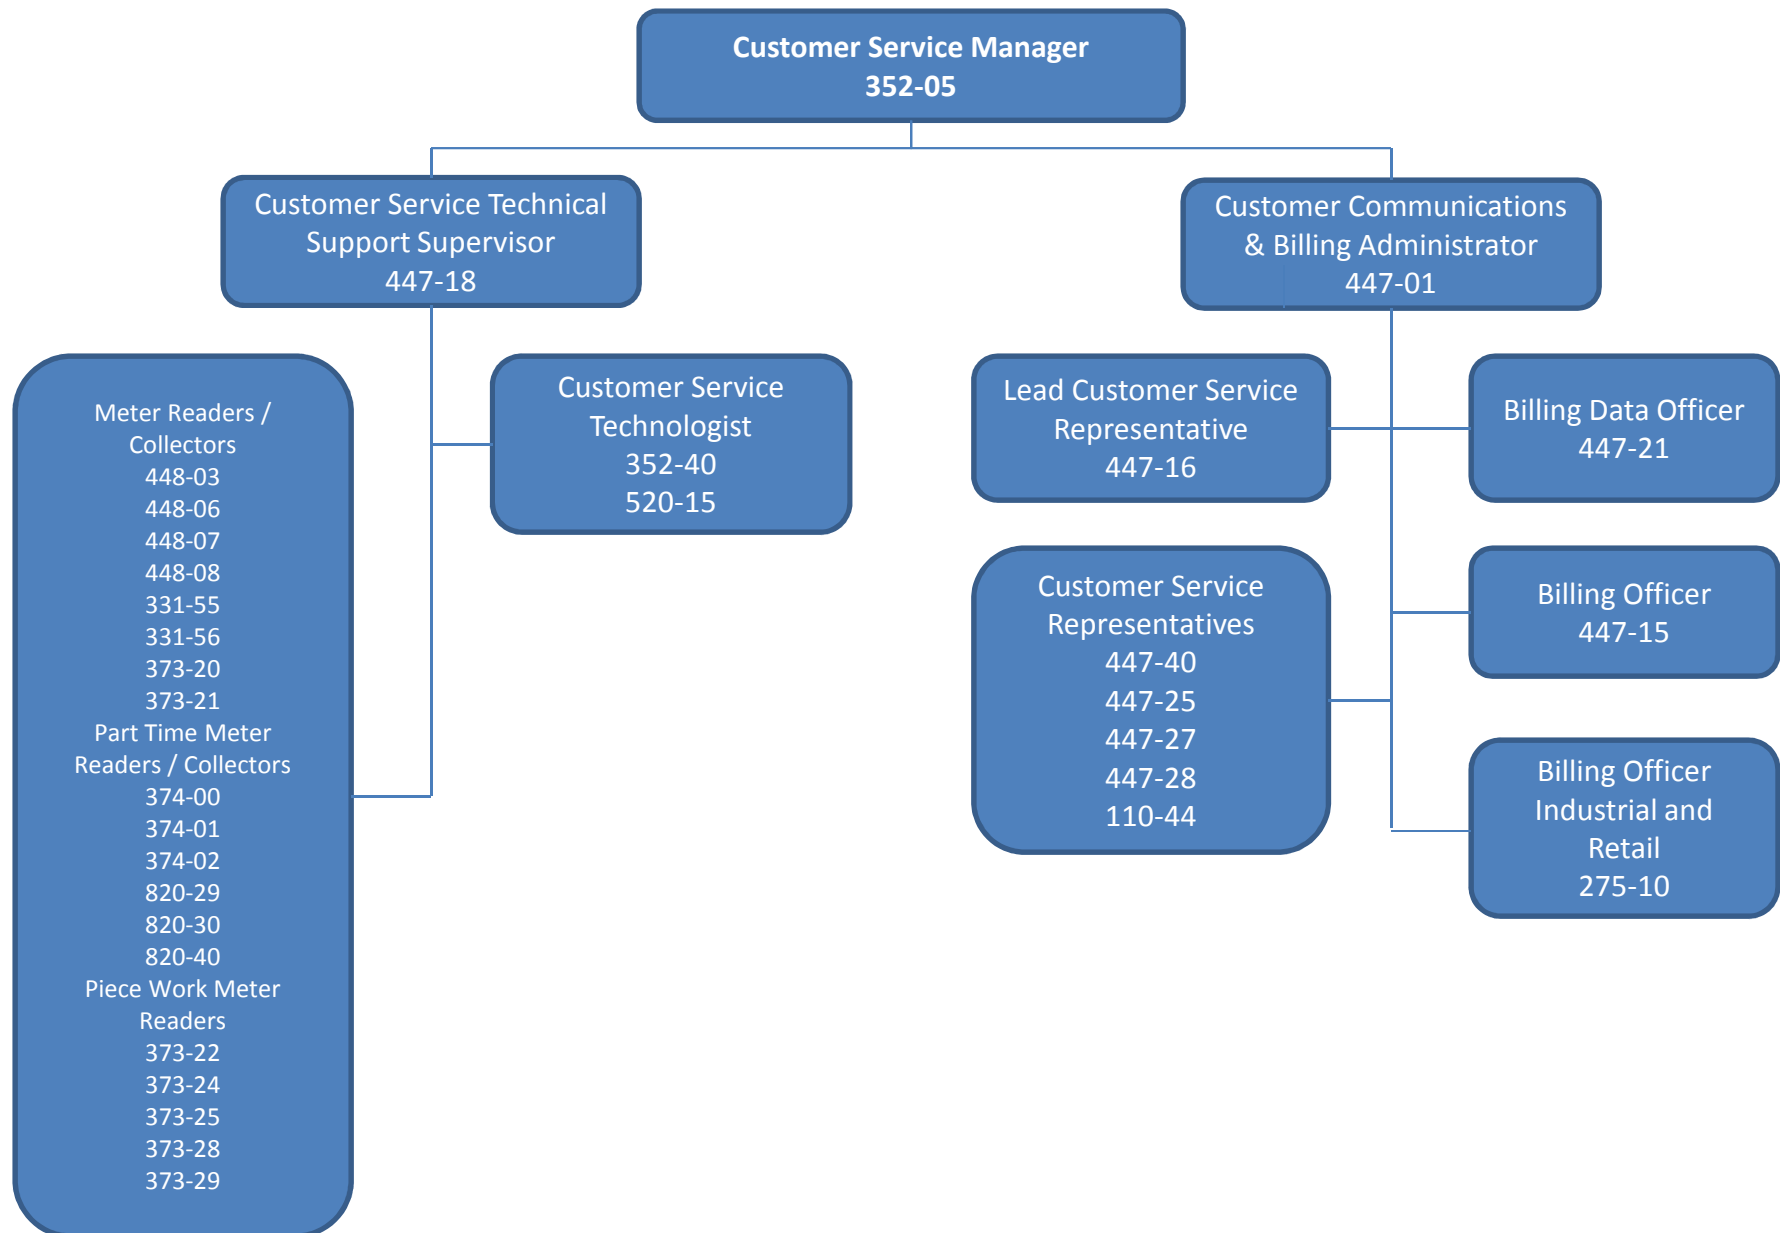 Customer Service Manager
352-05
Customer Service Technical
Support Supervisor
447-18
Customer Communications
& Billing Administrator
447-01
Meter Readers /
Collectors
448-03
448-06
448-07
448-08
331-55
331-56
373-20
373-21
Part Time Meter
Readers / Collectors
374-00
374-01
374-02
820-29
820-30
820-40
Piece Work Meter
Readers
373-22
373-24
373-25
373-28
373-29
Customer Service
Technologist
352-40
520-15
Lead Customer Service
Representative
447-16
Customer Service
Representatives
447-40
447-25
447-27
447-28
110-44
Billing Data Officer
447-21
Billing Officer
447-15
Billing Officer
Industrial and
Retail
275-10